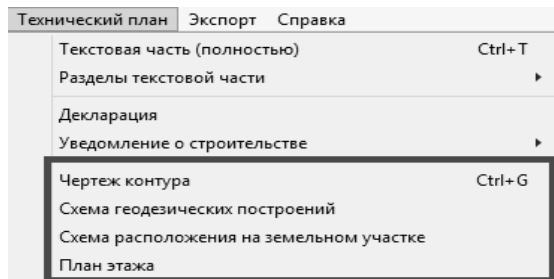 Технический план Экспорт Справка
Текстовая часть (полностью) Ctrl+T
Разделы текстовой части
Декларация
Уведомление о строительстве
Чертеж контура Ctrl+G
Схема геодезических построений
Схема расположения на земельном участке
План этажа